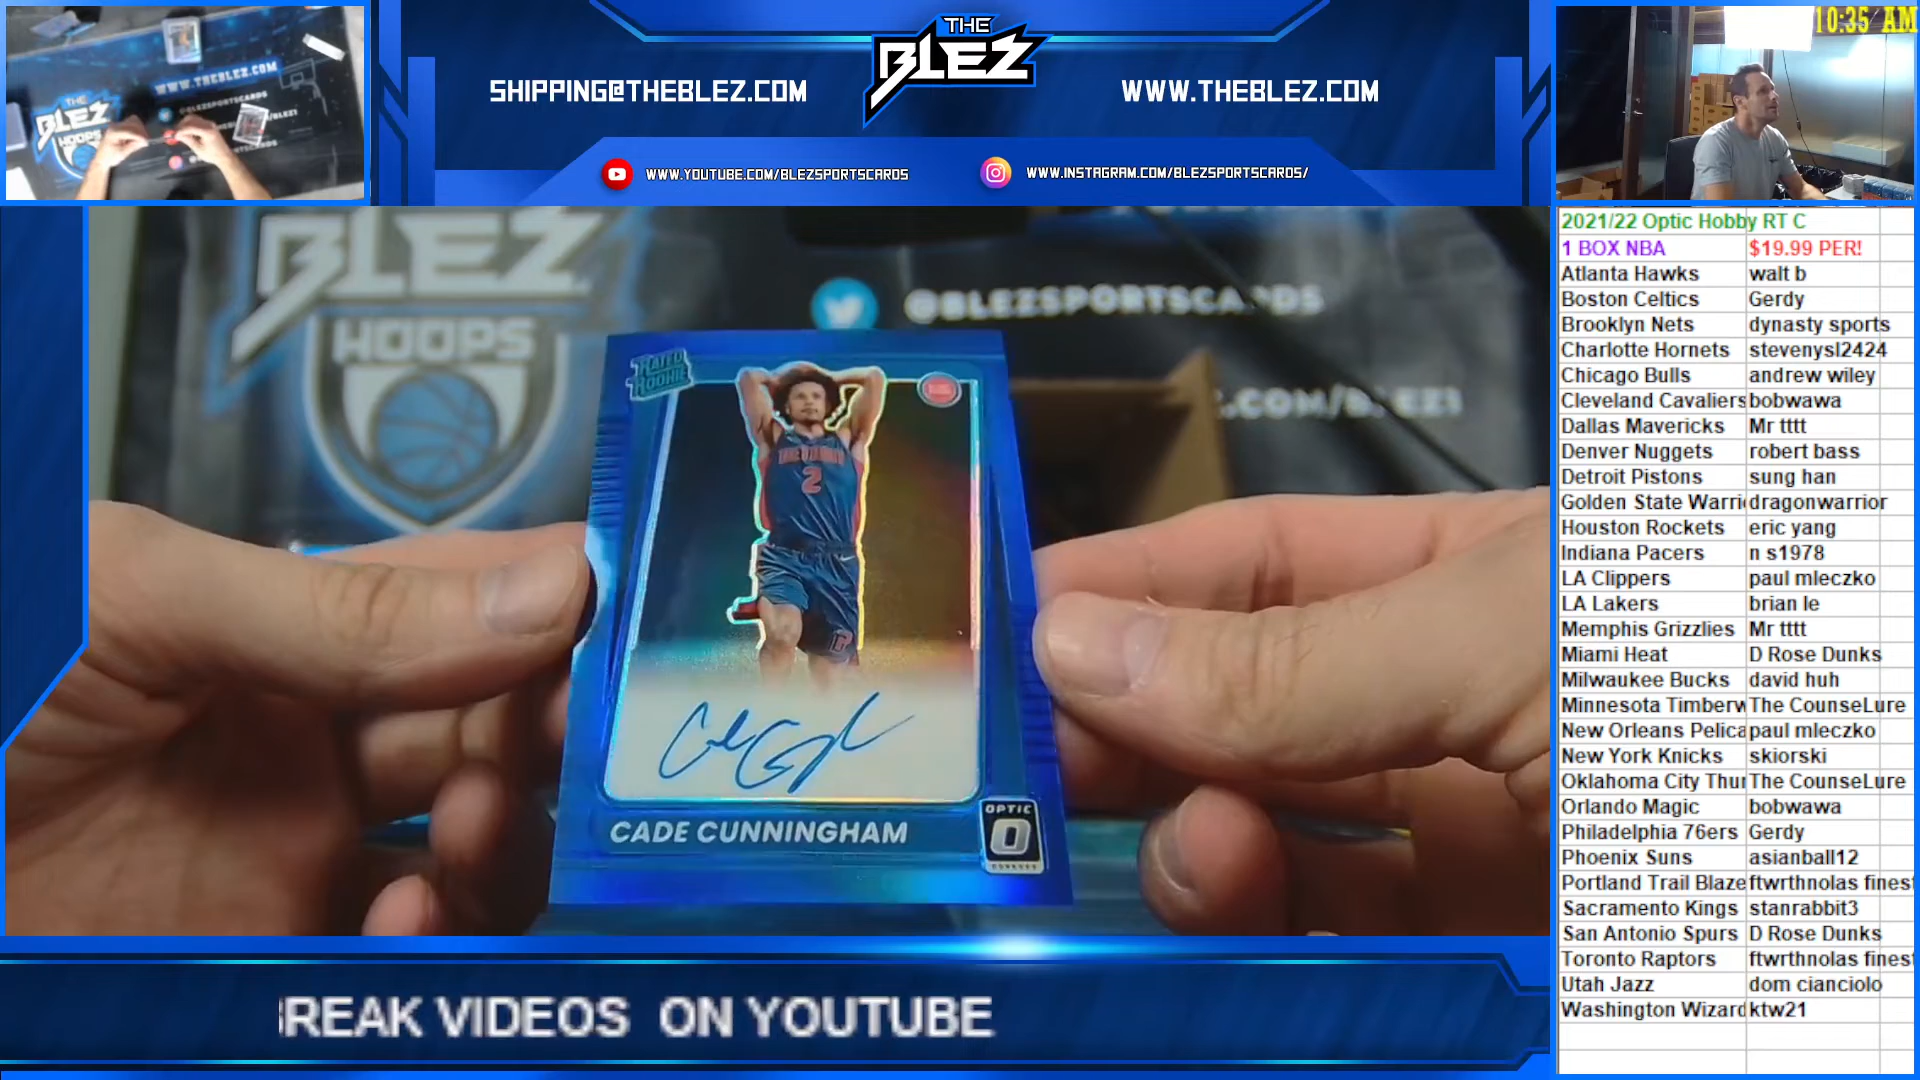 THE
BLEZ
SHIPPING@THEBLEZ.COM
WWW.THEBLEZ.COM
WWW.YOUTUBE.COM/BLEZSPORTSCARDS
WWW.INSTAGRAM.COM/BLEZSPORTSCARDS/
WWW.THEBLEZ.COM
THE
BLEZ
HOOPS
10:35 AM
BLEZ
HOOPS
@BLEZSPORTSCARDS
RATED
ROOKIE
2
CADE CUNNINGHAM
OPTIC
REAK VIDEOS ON YOUTUBE
2021/22 Optic Hobby RT C
1 BOX NBA $19.99 PER!
Atlanta Hawks walt b
Boston Celtics Gerdy
Brooklyn Nets dynasty sports
Charlotte Hornets stevenysl2424
Chicago Bulls andrew wiley
Cleveland Cavaliers bobwawa
Dallas Mavericks Mr tttt
Denver Nuggets robert bass
Detroit Pistons sung han
Golden State Warri dragonwarrior
Houston Rockets eric yang
Indiana Pacers n s1978
LA Clippers paul mleczko
LA Lakers brian le
Memphis Grizzlies Mr tttt
Miami Heat D Rose Dunks
Milwaukee Bucks david huh
Minnesota Timberw The CounseLure
New Orleans Pelica paul mleczko
New York Knicks skiorski
Oklahoma City Thur The CounseLure
Orlando Magic bobwawa
Philadelphia 76ers Gerdy
Phoenix Suns asianball12
Portland Trail Blaze ftwrthnolas finest
Sacramento Kings stanrabbit3
San Antonio Spurs D Rose Dunks
Toronto Raptors ftwrthnolas finest
Utah Jazz dom cianciolo
Washington Wizard ktw21